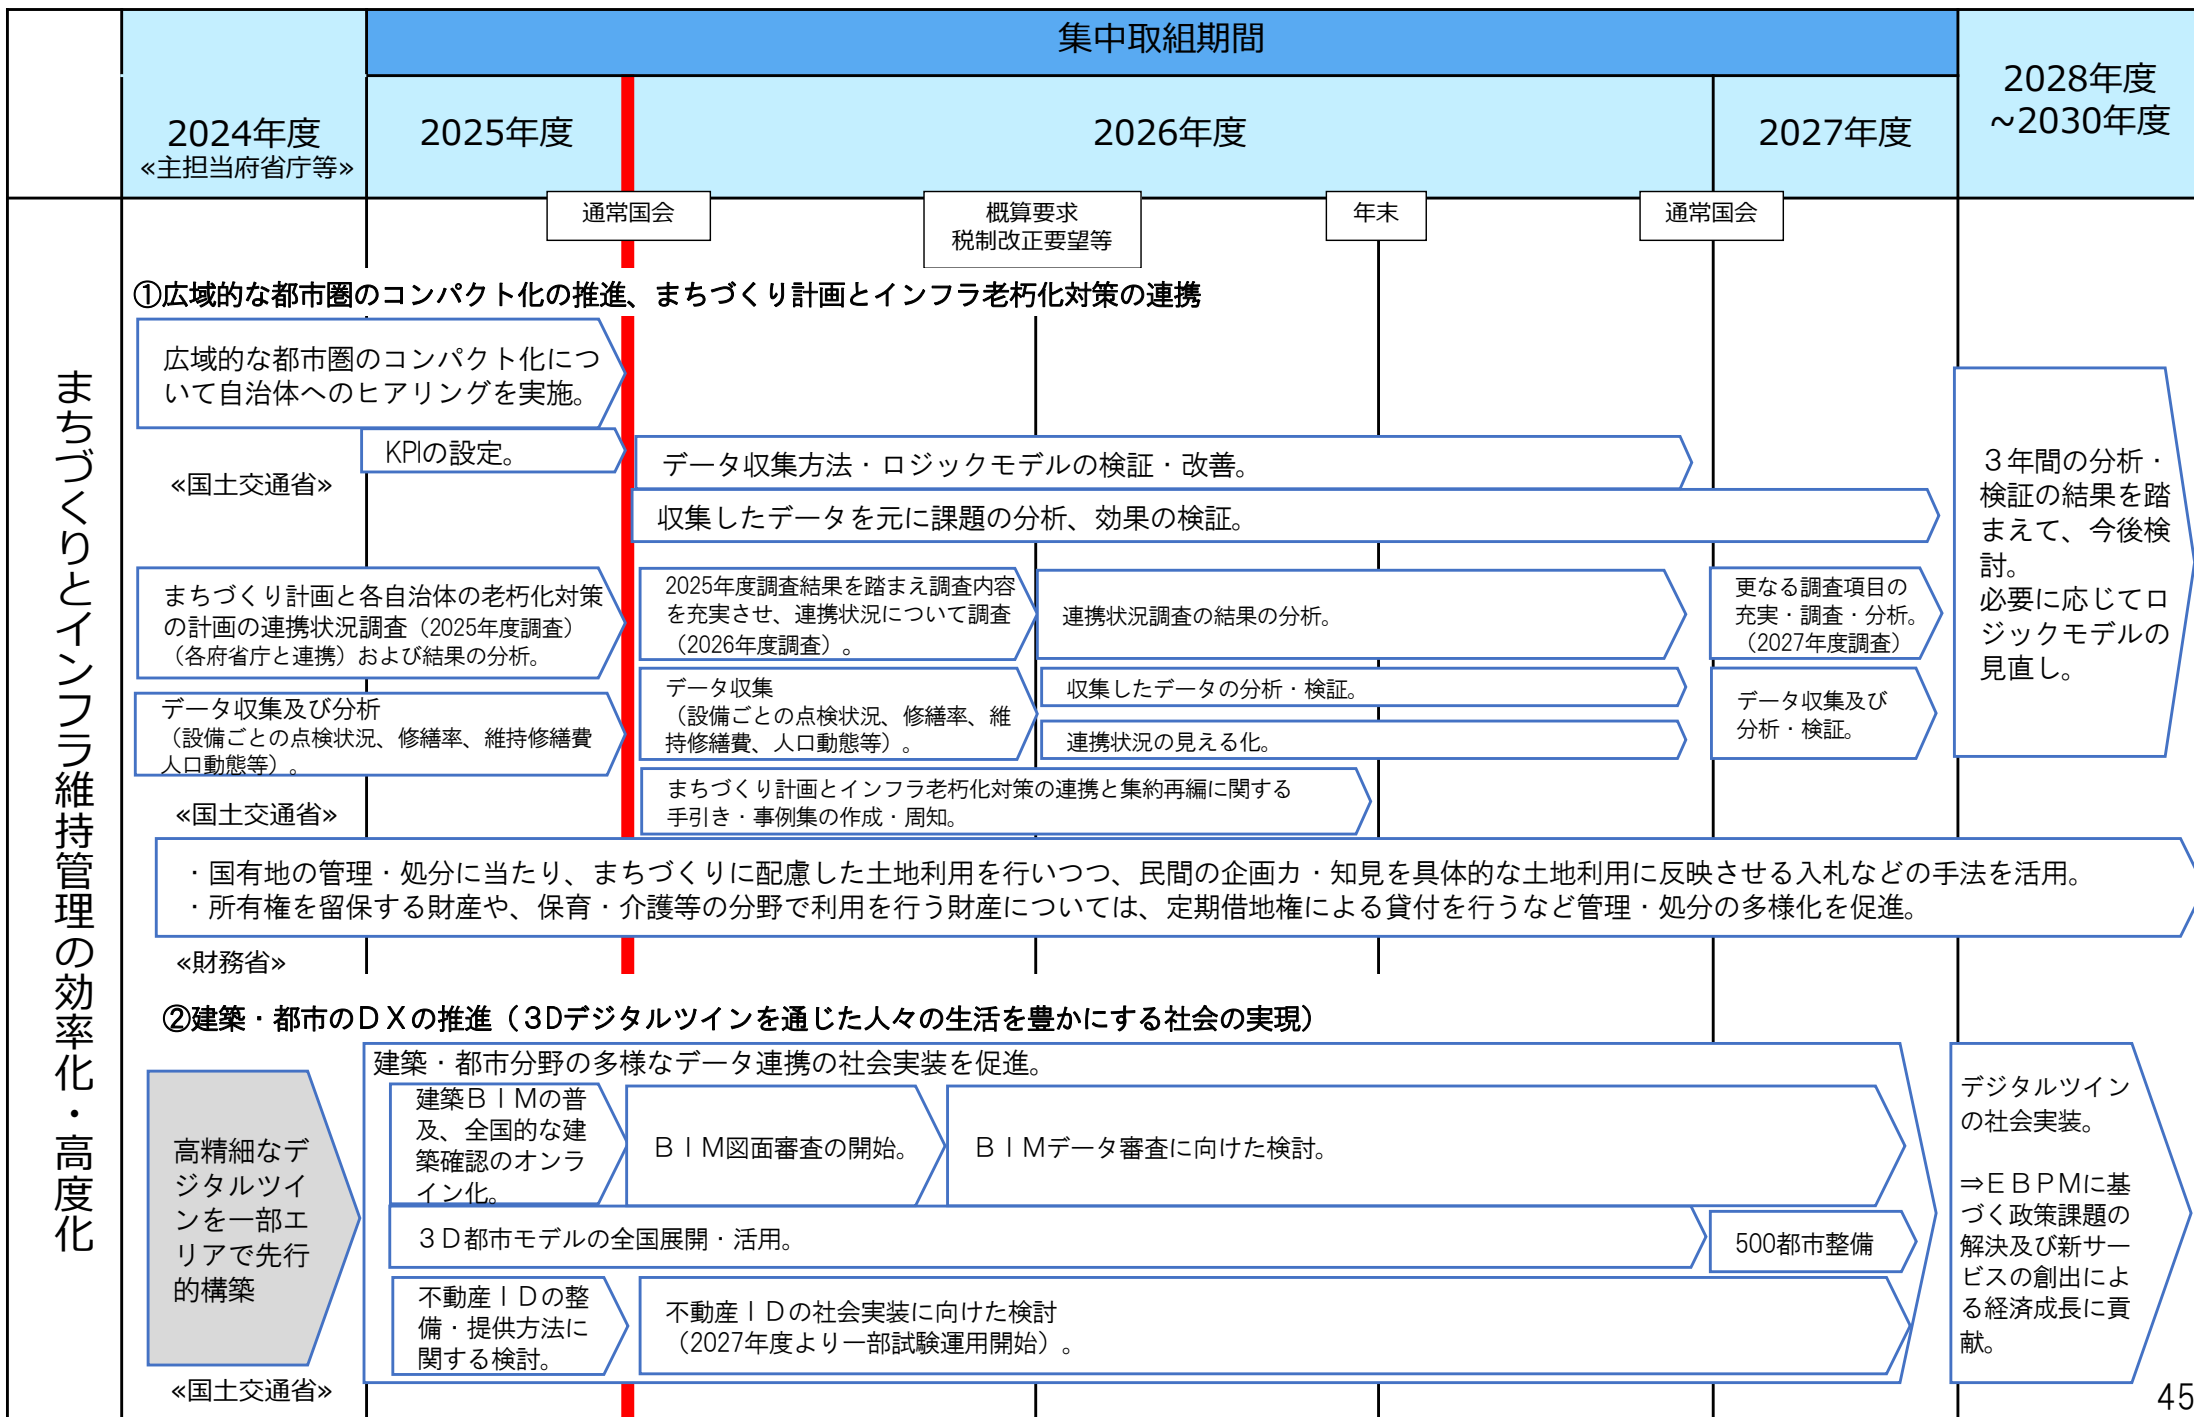 集中取組期間
2024年度
«主担当府省庁等»
2025年度
2026年度
2027年度
2028年度
~2030年度
通常国会
概算要求
税制改正要望等
年末
通常国会
まちづくりとインフラ維持管理の効率化・高度化
①広域的な都市圏のコンパクト化の推進、まちづくり計画とインフラ老朽化対策の連携
広域的な都市圏のコンパクト化につ
いて自治体へのヒアリングを実施。
KPIの設定。
«国土交通省»
データ収集方法・ロジックモデルの検証・改善。
収集したデータを元に課題の分析、効果の検証。
3年間の分析・
検証の結果を踏
まえて、今後検
討。
必要に応じてロ
ジックモデルの
見直し。
まちづくり計画と各自治体の老朽化対策
の計画の連携状況調査（2025年度調査）
（各府省庁と連携）および結果の分析。
2025年度調査結果を踏まえ調査内容
を充実させ、連携状況について調査
（2026年度調査）。
連携状況調査の結果の分析。
更なる調査項目の
充実・調査・分析。
（2027年度調査）
データ収集及び分析
（設備ごとの点検状況、修繕率、維持修繕費
人口動態等）。
データ収集
（設備ごとの点検状況、修繕率、維
持修繕費、人口動態等）。
収集したデータの分析・検証。
連携状況の見える化。
データ収集及び
分析・検証。
まちづくり計画とインフラ老朽化対策の連携と集約再編に関する
手引き・事例集の作成・周知。
«国土交通省»
・国有地の管理・処分に当たり、まちづくりに配慮した土地利用を行いつつ、民間の企画力・知見を具体的な土地利用に反映させる入札などの手法を活用。
・所有権を留保する財産や、保育・介護等の分野で利用を行う財産については、定期借地権による貸付を行うなど管理・処分の多様化を促進。
«財務省»
②建築・都市のＤＸの推進（3Dデジタルツインを通じた人々の生活を豊かにする社会の実現）
高精細なデ
ジタルツイ
ンを一部エ
リアで先行
的構築
建築・都市分野の多様なデータ連携の社会実装を促進。
建築ＢＩＭの普
及、全国的な建
築確認のオンラ
イン化。
ＢＩＭ図面審査の開始。
ＢＩＭデータ審査に向けた検討。
3Ｄ都市モデルの全国展開・活用。
500都市整備
不動産ＩＤの整
備・提供方法に
関する検討。
不動産ＩＤの社会実装に向けた検討
（2027年度より一部試験運用開始）。
デジタルツイン
の社会実装。
⇒ＥＢＰＭに基
づく政策課題の
解決及び新サー
ビスの創出によ
る経済成長に貢
献。
«国土交通省»
45